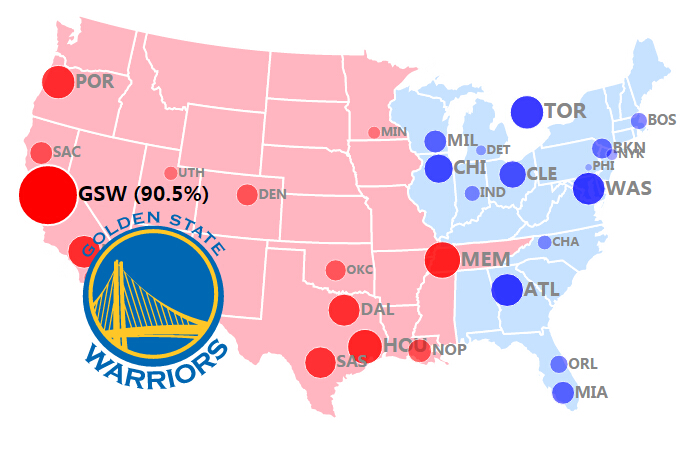 POR
TOR
BOS
MIN
MIL
DET
BKN
NYK
SAC
CHI
CLE
PHI
UTH
GSW (90.5%)
DEN
IND
WAS
GOLDEN STATE
WARRIORS
CHA
MEM
OKC
ATL
DAL
HOU
NOP
SAS
ORL
MIA